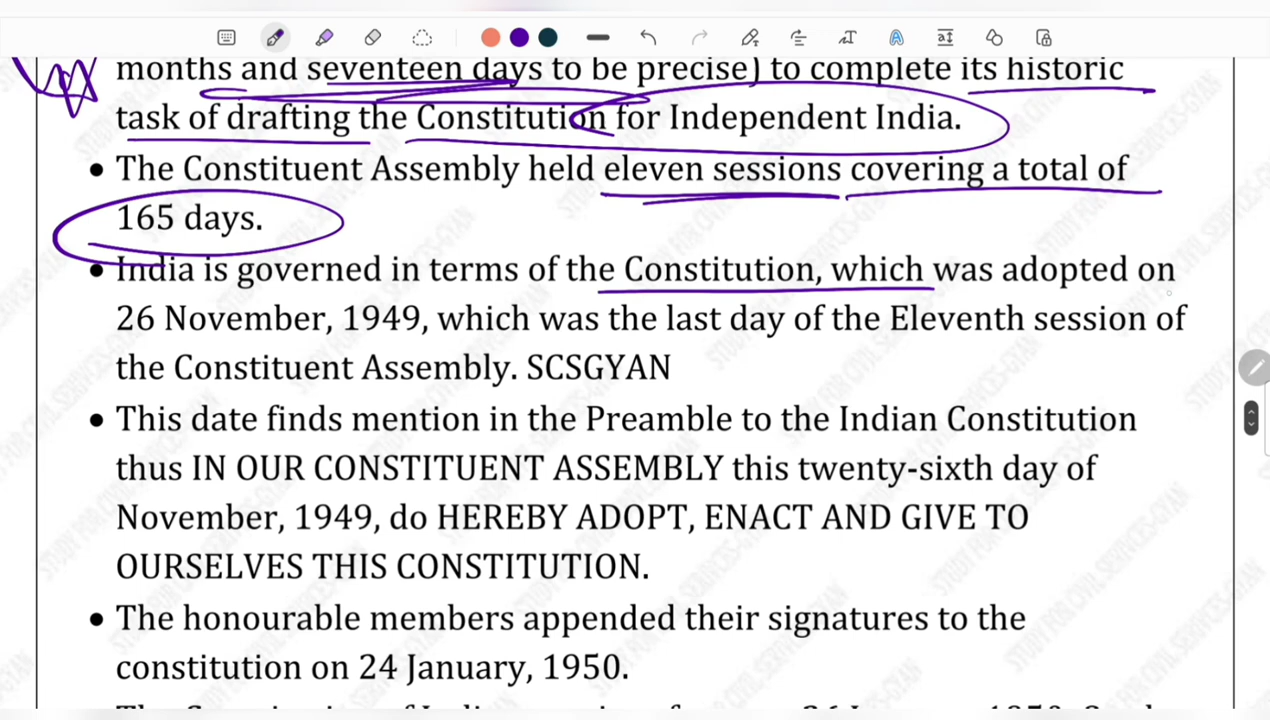 months and seventeen days to be precise) to complete its historic
task of drafting the Constitution for Independent India.
• The Constituent Assembly held eleven sessions covering a total of
165 days.
• India is governed in terms of the Constitution, which was adopted on
26 November, 1949, which was the last day of the Eleventh session of
the Constituent Assembly. SCSGYAN
• This date finds mention in the Preamble to the Indian Constitution
thus IN OUR CONSTITUENT ASSEMBLY this twenty-sixth day of
November, 1949, do HEREBY ADOPT, ENACT AND GIVE TO
OURSELVES THIS CONSTITUTION.
• The honourable members appended their signatures to the
constitution on 24 January, 1950.